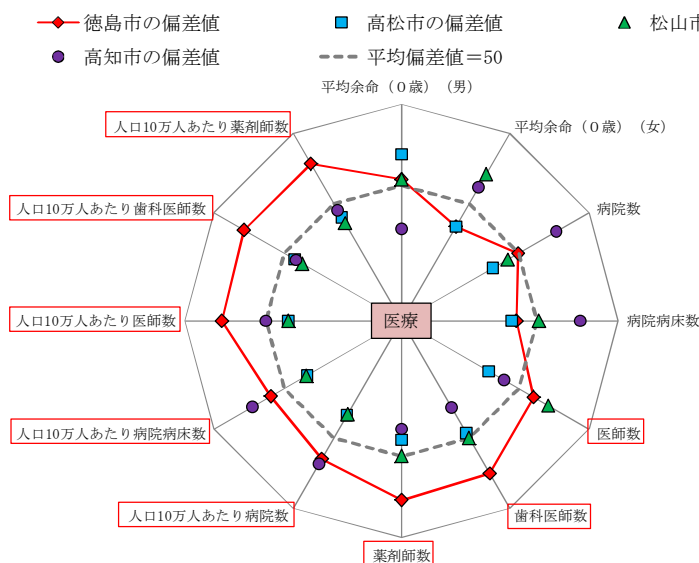 徳島市の偏差値
高松市の偏差値
松山市
高知市の偏差値
平均偏差値＝50
平均余命（０歳）（男）
人口10万人あたり薬剤師数
平均余命（０歳）（女）
人口10万人あたり歯科医師数
病院数
人口10万人あたり医師数
医療
病院病床数
人口10万人あたり病院病床数
医師数
人口10万人あたり病院数
歯科医師数
薬剤師数